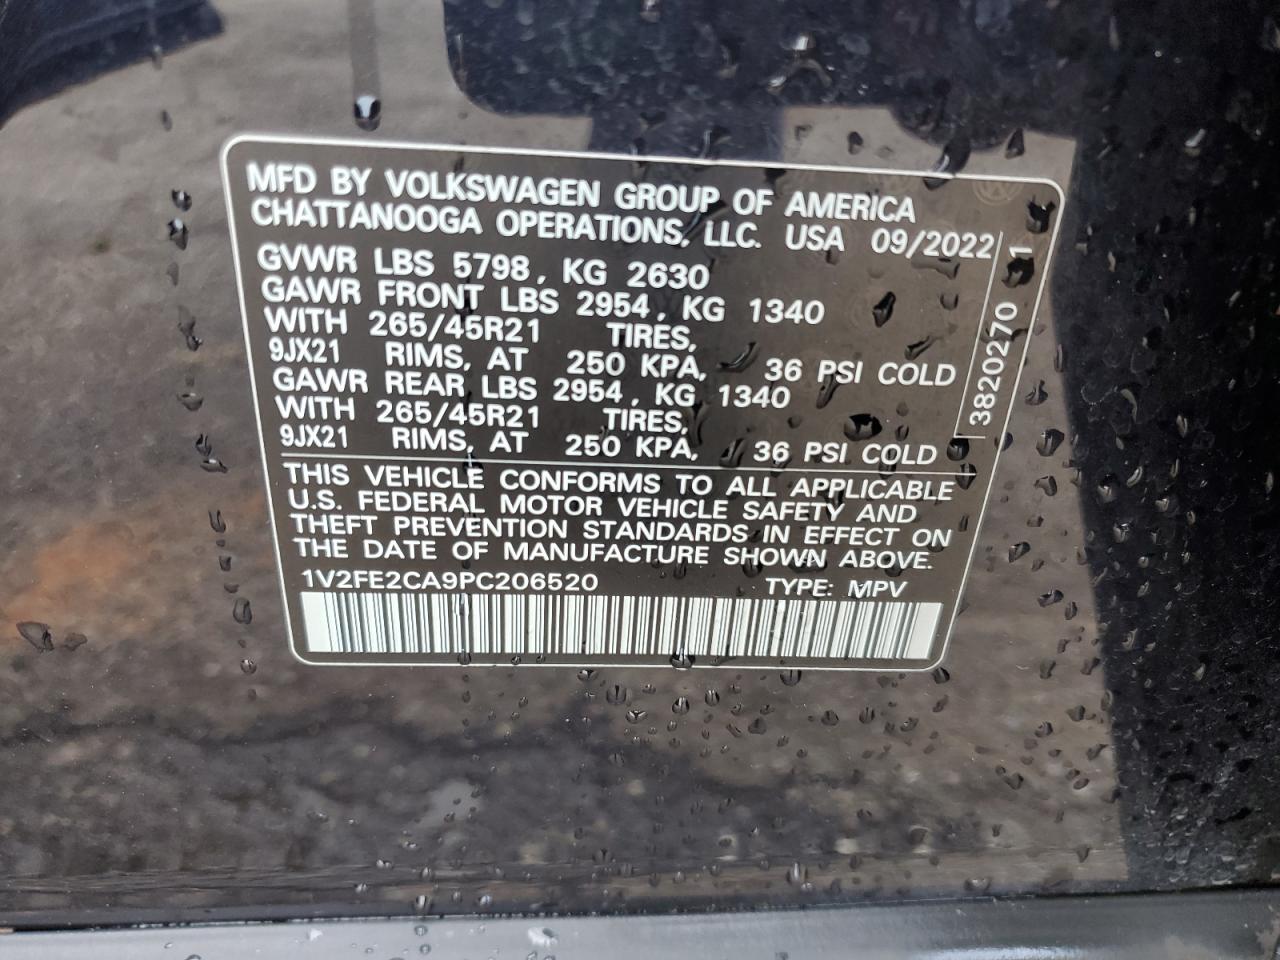 MFD BY VOLKSWAGEN GROUP OF AMERICA
CHATTANOOGA OPERATIONS, LLC. USA 09/2022
GVWR LBS 5798, KG 2630
GAWR FRONT LBS 2954, KG 1340
WITH 265/45R21 TIRES,
9JX21 RIMS, AT 250 KPA, 36 PSI COLD
GAWR REAR LBS 2954, KG 1340
WITH 265/45R21 TIRES,
9JX21 RIMS, AT 250 KPA, 36 PSI COLD
3820270 1
THIS VEHICLE CONFORMS TO ALL APPLICABLE
U.S. FEDERAL MOTOR VEHICLE SAFETY AND
THEFT PREVENTION STANDARDS IN EFFECT ON
THE DATE OF MANUFACTURE SHOWN ABOVE.
1V2FE2CA9PC206520 TYPE: MPV